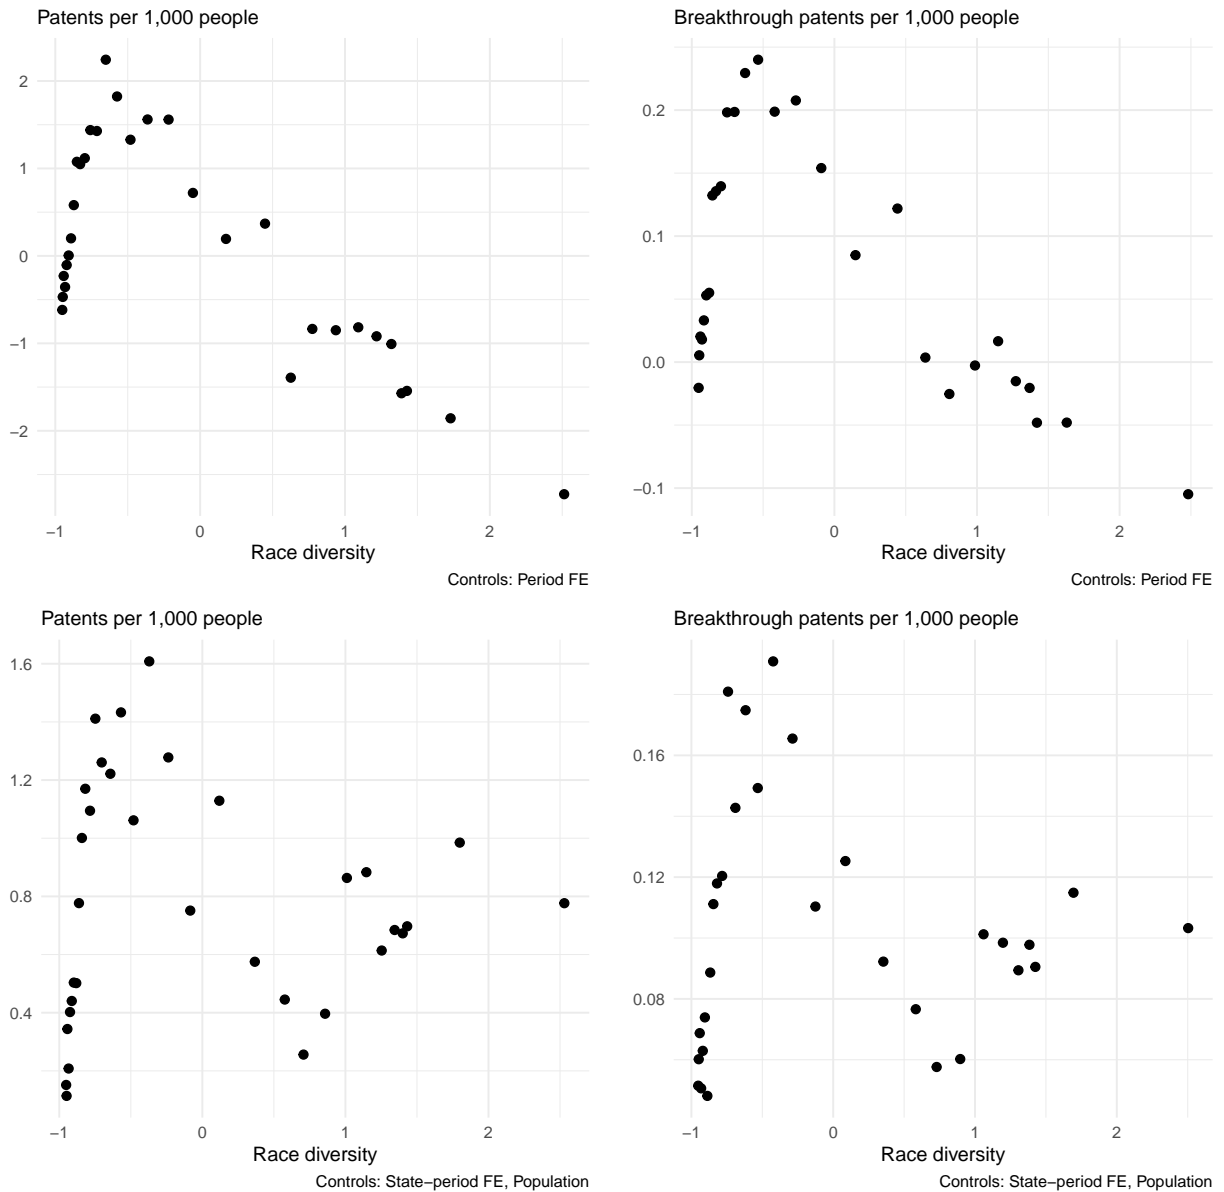 Patents per 1,000 people
2
1
0
−1
−2
−1 0 1 2
Race diversity
Controls: Period FE
Breakthrough patents per 1,000 people
0.2
0.1
0.0
−0.1
−1 0 1 2
Race diversity
Controls: Period FE
Patents per 1,000 people
1.6
1.2
0.8
0.4
−1 0 1 2
Race diversity
Controls: State−period FE, Population
Breakthrough patents per 1,000 people
0.16
0.12
0.08
−1 0 1 2
Race diversity
Controls: State−period FE, Population